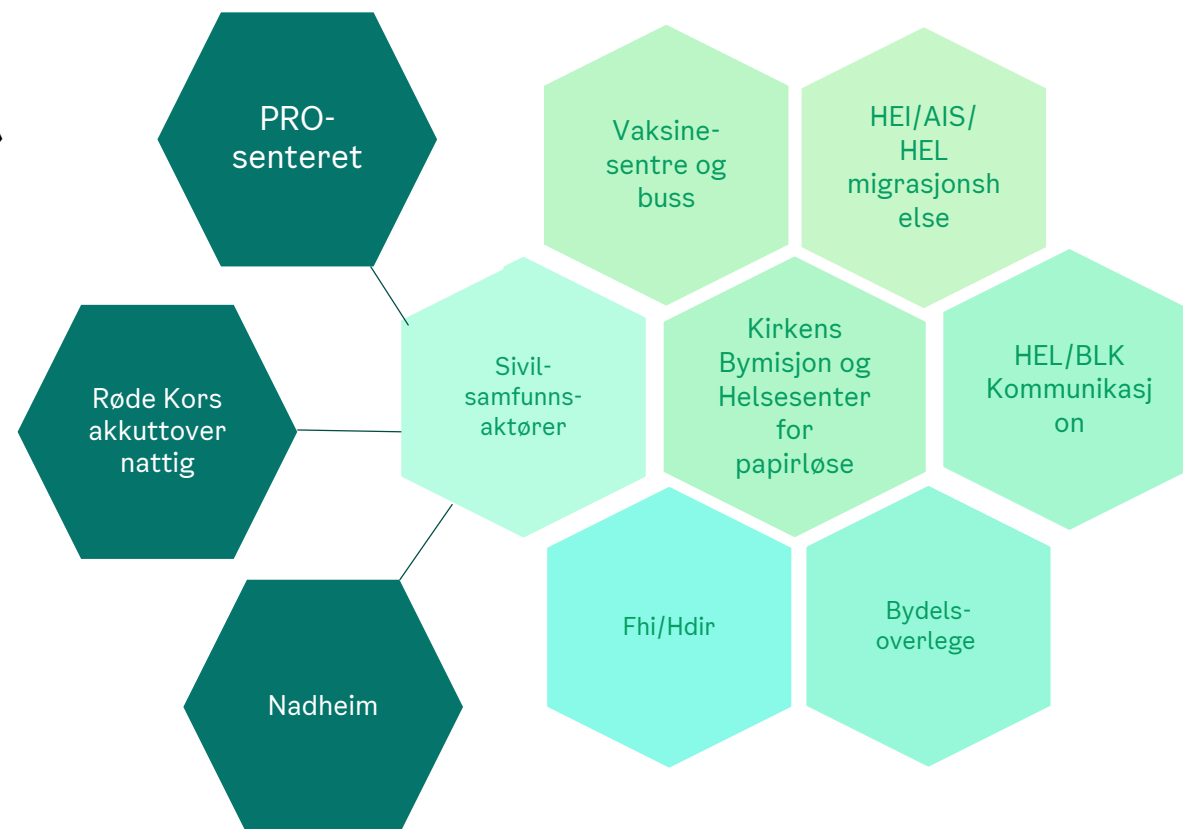 PRO-
senteret
Røde Kors
akkuttover
nattig
Nadheim
Sivil-
samfunns-
aktører
Vaksine-
sentre og
buss
HEI/AIS/
HEL
migrasjonsh
else
Kirkens
Bymisjon og
Helsesenter
for
papirløse
HEL/BLK
Kommunikasj
on
Fhi/Hdir
Bydels-
overlege